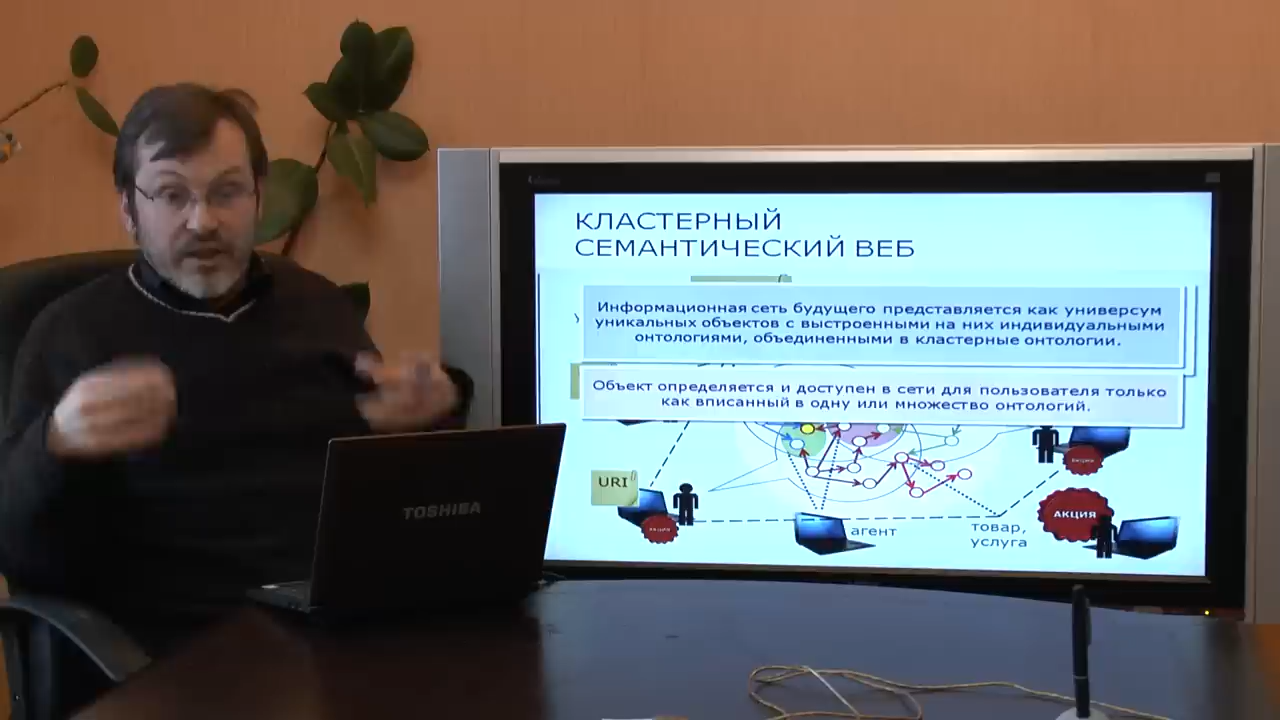 КЛАСТЕРНЫЙ
СЕМАНТИЧЕСКИЙ ВЕБ
Информационная сеть будущего представляется как универсум
уникальных объектов с выстроенными на них индивидуальными
онтологиями, объединенными в кластерные онтологии.
Объект определяется и доступен в сети для пользователя только
как вписанный в одну или множество онтологий.
URI
АКЦИЯ
агент
товар,
услуга
TOSHIBA